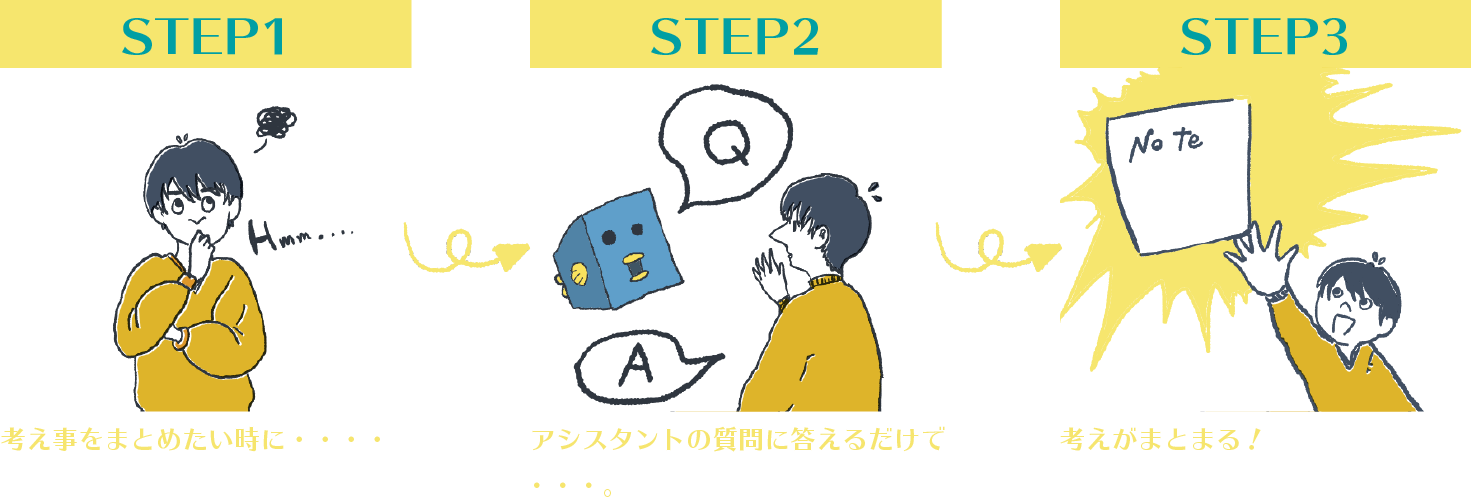 STEP1
STEP2
STEP3
Hmm....
Q
A
No te
考え事をまとめたい時に・・・・
アシスタントの質問に答えるだけで
・・・。
考えがまとまる！